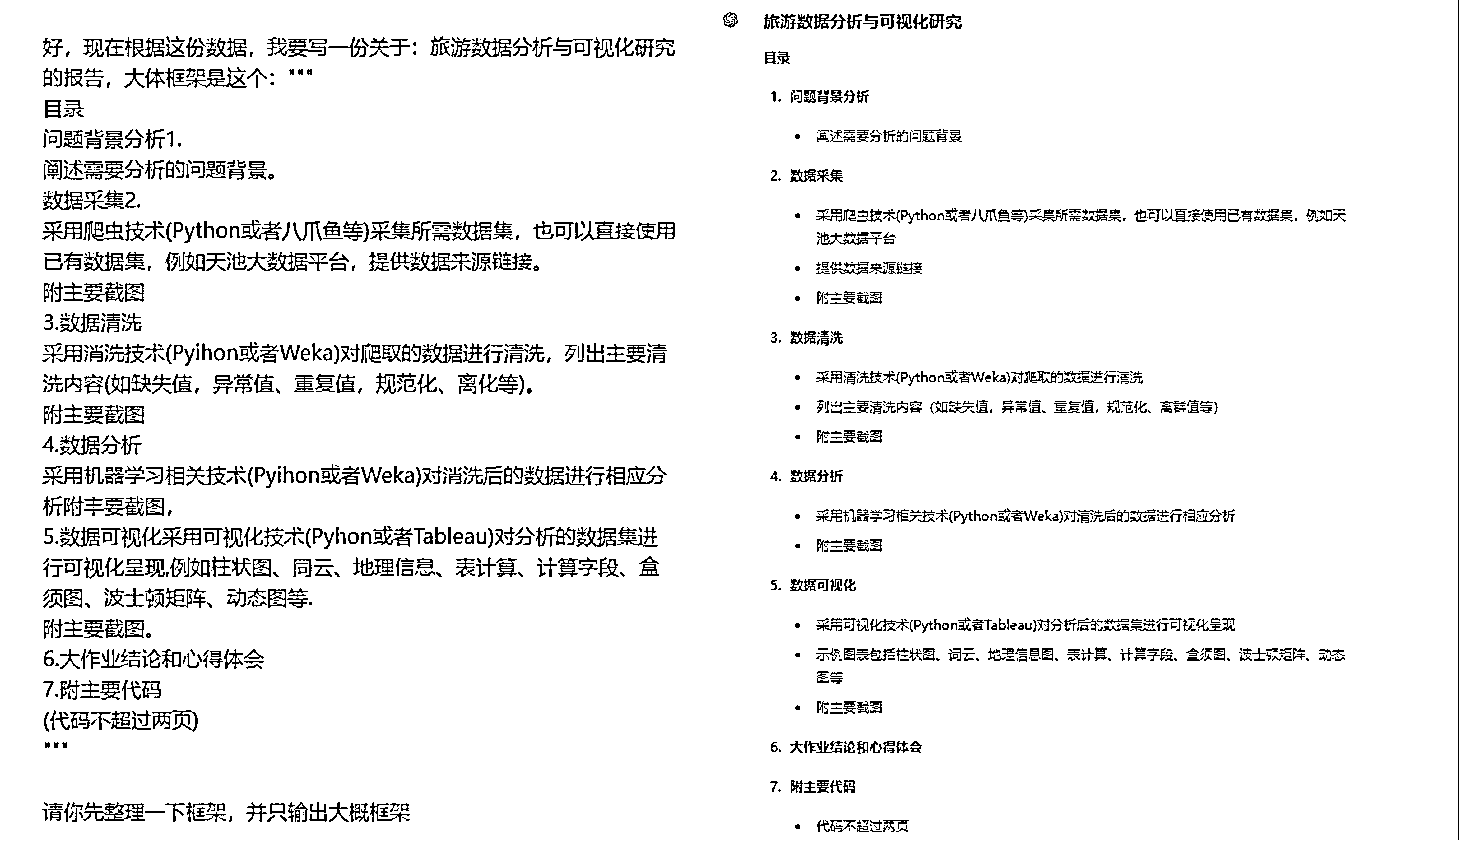 好，现在根据这份数据，我要写一份关于：旅游数据分析与可视化研究
的报告，大体框架是这个："""
目录
问题背景分析1.
阐述需要分析的问题背景。
数据采集2.
采用爬虫技术(Python或者八爪鱼等)采集所需数据集，也可以直接使用
已有数据集，例如天池大数据平台，提供数据来源链接。
附主要截图
3.数据清洗
采用消洗技术(Pyihon或者Weka)对爬取的数据进行清洗，列出主要清
洗内容(如缺失值，异常值、重复值，规范化、离化等)。
附主要截图
4.数据分析
采用机器学习相关技术(Pyihon或者Weka)对消洗后的数据进行相应分
析附丰要截图，
5.数据可视化采用可视化技术(Pyhon或者Tableau)对分析的数据集进
行可视化呈现,例如柱状图、同云、地理信息、表计算、计算字段、盒
须图、波士顿矩阵、动态图等.
附主要截图。
6.大作业结论和心得体会
7.附主要代码
(代码不超过两页)
"""
请你先整理一下框架，并只输出大概框架
旅游数据分析与可视化研究
目录
1. 问题背景分析
• 阐述需要分析的问题背景
2. 数据采集
• 采用爬虫技术(Python或者八爪鱼等)采集所需数据集，也可以直接使用已有数据集，例如天
池大数据平台
• 提供数据来源链接
• 附主要截图
3. 数据清洗
• 采用清洗技术(Python或者Weka)对爬取的数据进行清洗
• 列出主要清洗内容（如缺失值，异常值、重复值，规范化、离群值等）
• 附主要截图
4. 数据分析
• 采用机器学习相关技术(Python或者Weka)对清洗后的数据进行相应分析
• 附主要截图
5. 数据可视化
• 采用可视化技术(Python或者Tableau)对分析后的数据集进行可视化呈现
• 示例图表包括柱状图、词云、地理信息图、表计算、计算字段、盒须图、波士顿矩阵、动态
图等
• 附主要截图
6. 大作业结论和心得体会
7. 附主要代码
• 代码不超过两页